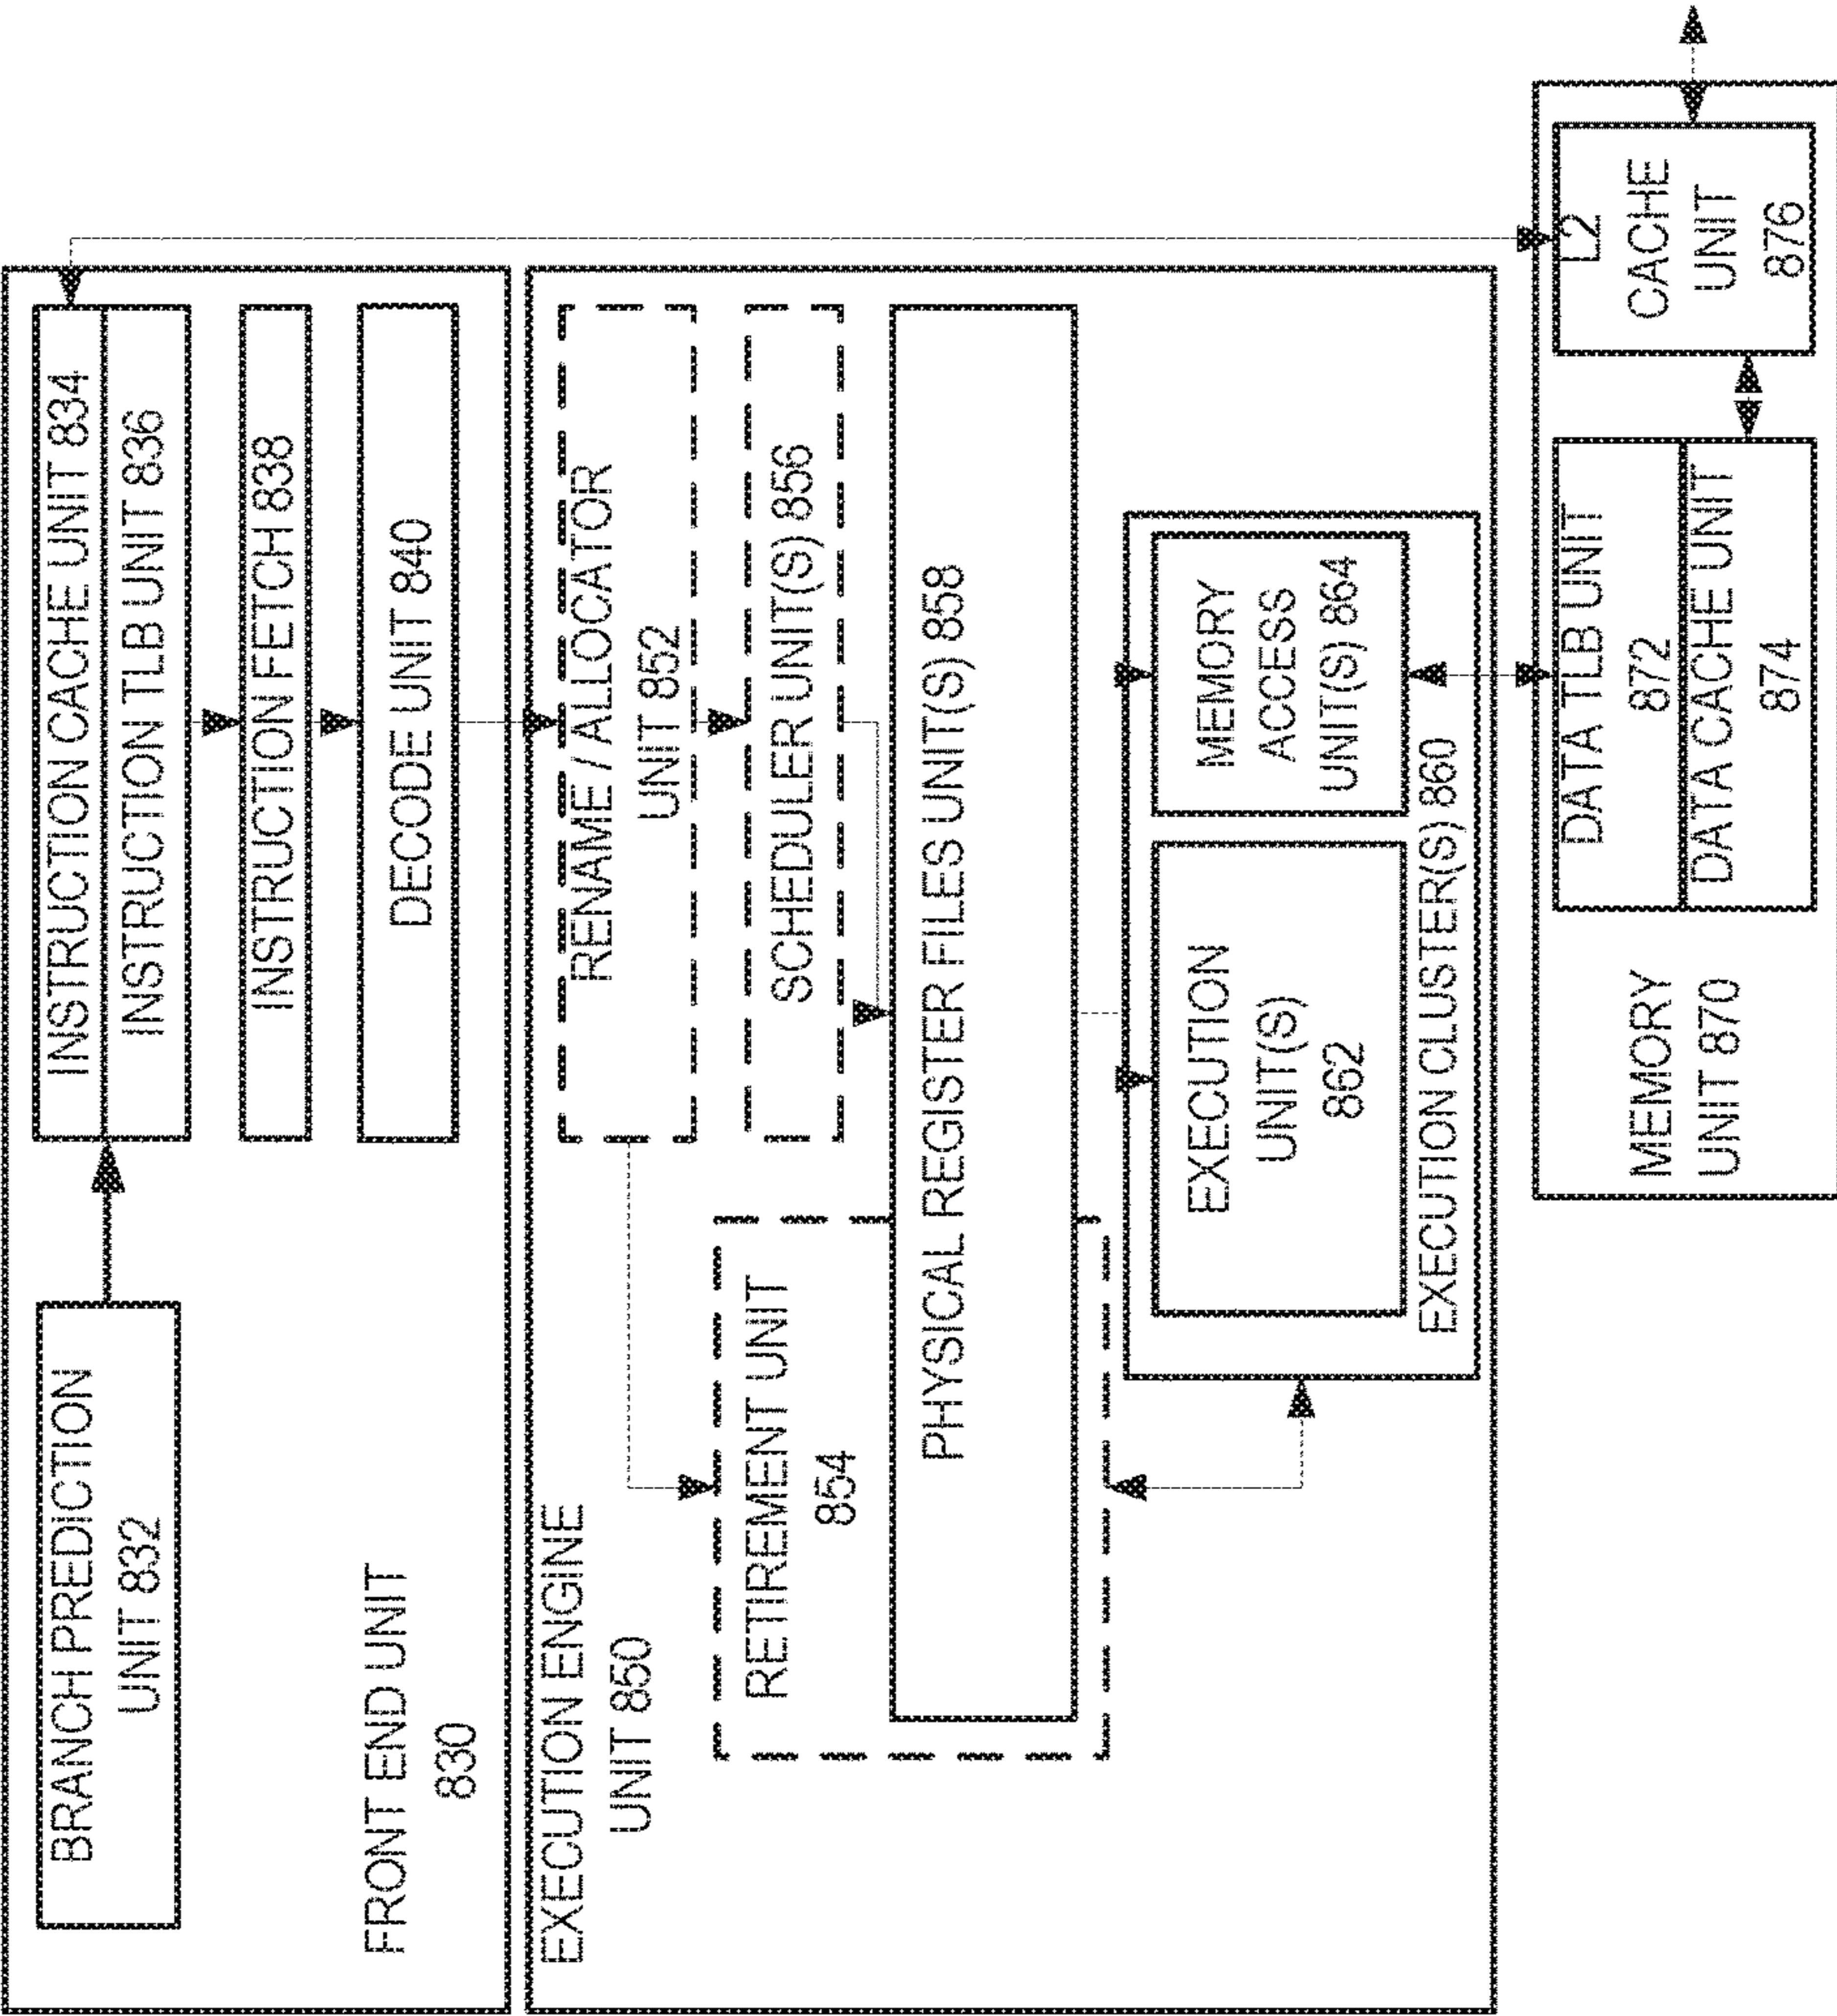 BRANCH PREDICTION
UNIT 832
INSTRUCTION CACHE UNIT 834
INSTRUCTION TLB UNIT 836
INSTRUCTION FETCH 838
FRONT END UNIT
830
DECODE UNIT 840
EXECUTION ENGINE
UNIT 850
RENAME / ALLOCATOR
UNIT 852
RETIREMENT UNIT
854
SCHEDULER UNIT(S) 856
PHYSICAL REGISTER FILES UNIT(S) 858
EXECUTION
UNIT(S)
862
MEMORY
ACCESS
UNIT(S) 864
EXECUTION CLUSTER(S) 860
MEMORY
UNIT 870
DATA TLB UNIT
872
DATA CACHE UNIT
874
L2
CACHE
UNIT
876